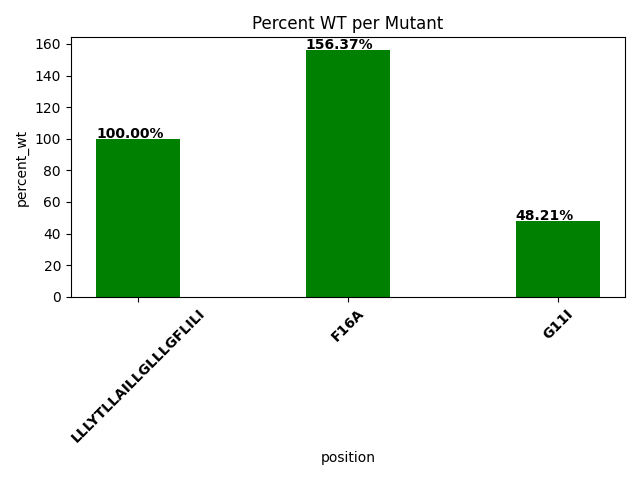 Percent WT per Mutant
percent_wt
160
140
120
100
80
60
40
20
0
100.00%
156.37%
48.21%
LLLYTLLAILLGLLLGFLILI
F16A
G11I
position